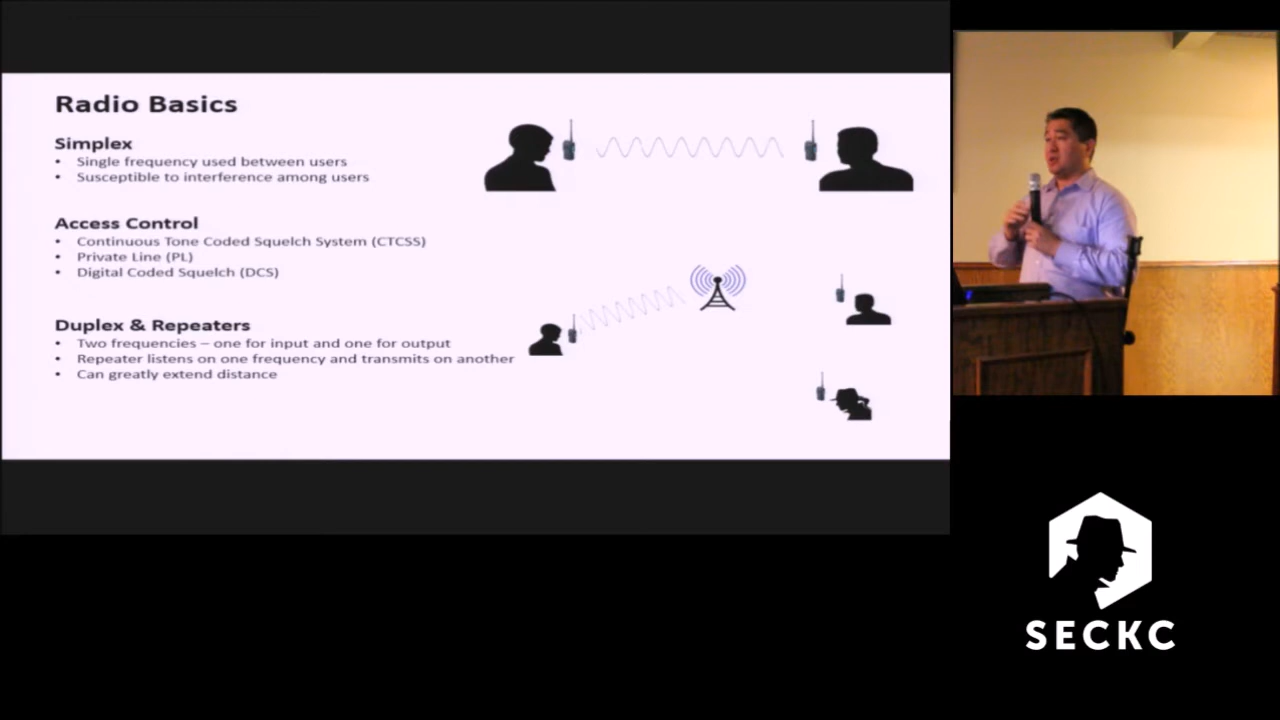 Radio Basics
Simplex
• Single frequency used between users
• Susceptible to interference among users
Access Control
• Continuous Tone Coded Squelch System (CTCSS)
• Private Line (PL)
• Digital Coded Squelch (DCS)
Duplex & Repeaters
• Two frequencies – one for input and one for output
• Repeater listens on one frequency and transmits on another
• Can greatly extend distance
SECKC